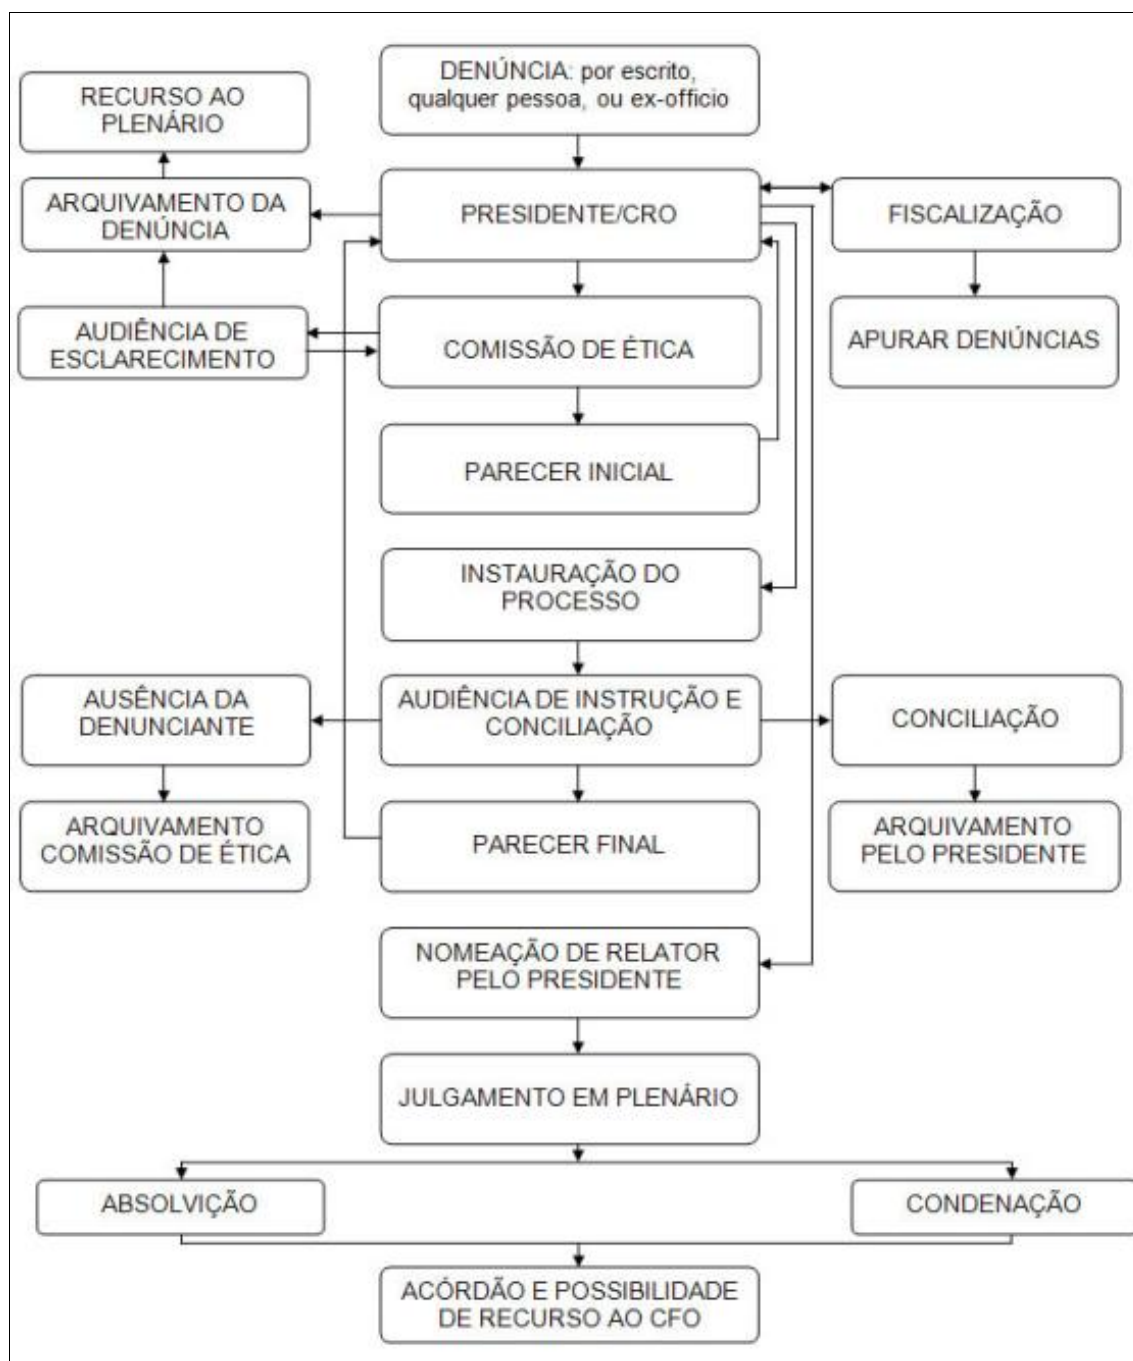 DENÚNCIA: por escrito,
qualquer pessoa, ou ex-officio
RECURSO AO
PLENÁRIO
ARQUIVAMENTO DA
DENÚNCIA
PRESIDENTE/CRO
FISCALIZAÇÃO
AUDIÊNCIA DE
ESCLARECIMENTO
COMISSÃO DE ÉTICA
APURAR DENÚNCIAS
PARECER INICIAL
INSTAURAÇÃO DO
PROCESSO
AUSÊNCIA DA
DENUNCIANTE
AUDIÊNCIA DE INSTRUÇÃO E
CONCILIAÇÃO
CONCILIAÇÃO
ARQUIVAMENTO
COMISSÃO DE ÉTICA
PARECER FINAL
ARQUIVAMENTO
PELO PRESIDENTE
NOMEAÇÃO DE RELATOR
PELO PRESIDENTE
JULGAMENTO EM PLENÁRIO
ABSOLVIÇÃO
CONDENAÇÃO
ACÓRDÃO E POSSIBILIDADE
DE RECURSO AO CFO